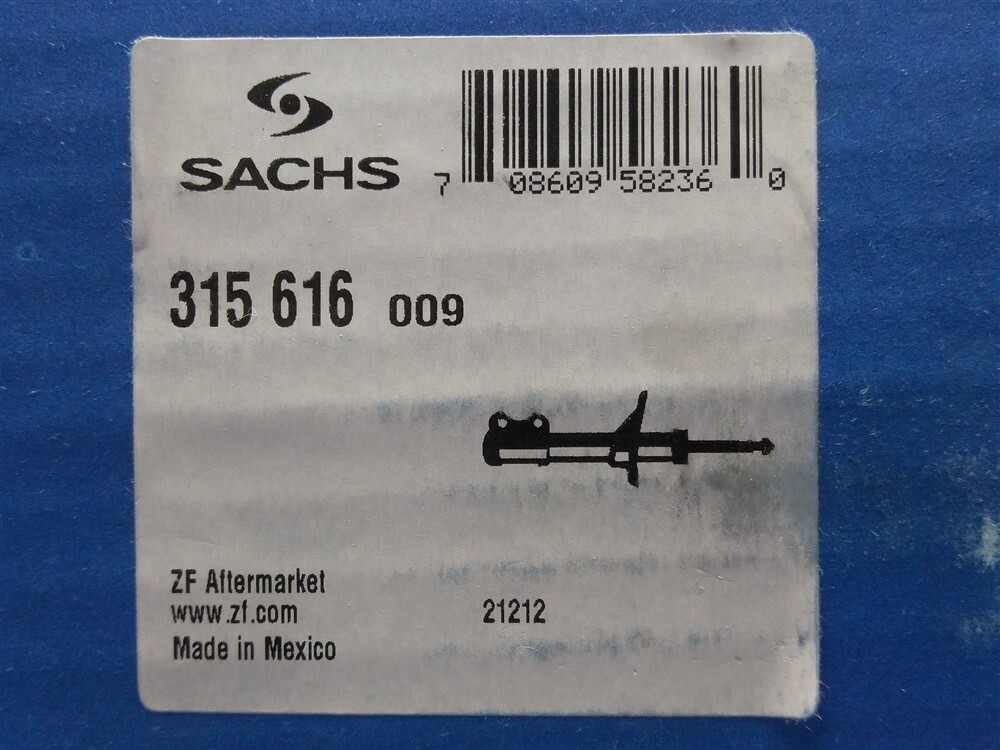 SACHS
7 08609 58236 0
315 616 009
ZF Aftermarket
www.zf.com
21212
Made in Mexico